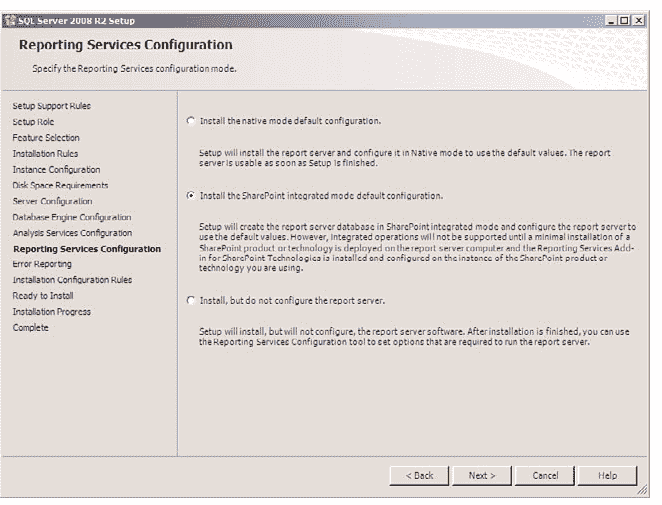 SQL Server 2008 R2 Setup
Reporting Services Configuration
Specify the Reporting Services configuration mode.
Setup Support Rules
Setup Role
Feature Selection
Installation Rules
Instance Configuration
Disk Space Requirements
Server Configuration
Database Engine Configuration
Analysis Services Configuration
Reporting Services Configuration
Error Reporting
Installation Configuration Rules
Ready to Install
Installation Progress
Complete
Install the native mode default configuration.
Setup will install the report server and configure it in Native mode to use the default values. The report
server is usable as soon as Setup is finished.
Install the SharePoint integrated mode default configuration.
Setup will create the report server database in SharePoint integrated mode and configure the report server to
use the default values. However, Integrated operations will not be supported until a minimal installation of a
SharePoint product or technology is deployed on the report server computer and the Reporting Services Add-
in for SharePoint Technologies is installed and configured on the instance of the SharePoint product or
technology you are using.
Install, but do not configure the report server.
Setup will install, but will not configure, the report server software. After installation is finished, you can use
the Reporting Services Configuration tool to set options that are required to run the report server.
< Back
Next >
Cancel
Help